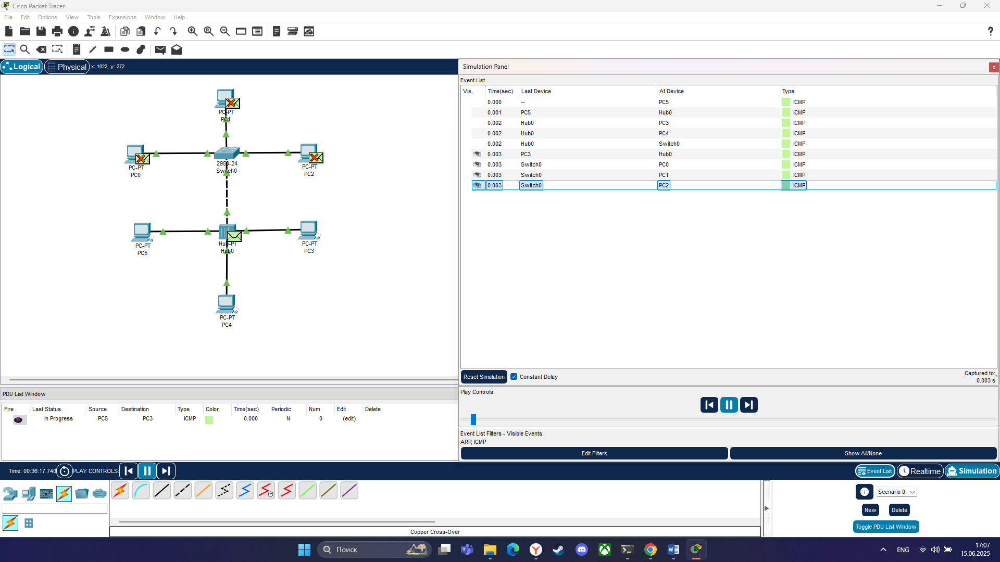 Cisco Packet Tracer
File Edit Options View Tools Extensions Window Help
Logical Physical x: 1622, y: 272
PC-PT
PC1
PC-PT
PC0
2950-24
Switch0
PC-PT
PC2
PC-PT
PC5
Hub-PT
Hub0
PC-PT
PC3
PC-PT
PC4
Simulation Panel
Event List
Vis. Time(sec) Last Device At Device Type
0.000 -- PC5 ICMP
0.001 PC5 Hub0 ICMP
0.002 Hub0 PC3 ICMP
0.002 Hub0 PC4 ICMP
0.002 Hub0 Switch0 ICMP
0.003 PC3 Hub0 ICMP
0.003 Switch0 PC0 ICMP
0.003 Switch0 PC1 ICMP
0.003 Switch0 PC2 ICMP
Reset Simulation Constant Delay Captured to:
0.003 s
Play Controls
Event List Filters - Visible Events
ARP, ICMP
Edit Filters Show All/None
PDU List Window
Fire Last Status Source Destination Type Color Time(sec) Periodic Num Edit Delete
In Progress PC5 PC3 ICMP 0.000 N 0 (edit)
Time: 00:36:17.740 PLAY CONTROLS: Event List Realtime Simulation
Scenario 0
New Delete
Toggle PDU List Window
Copper Cross-Over
Поиск
ENG
17:07
15.06.2025